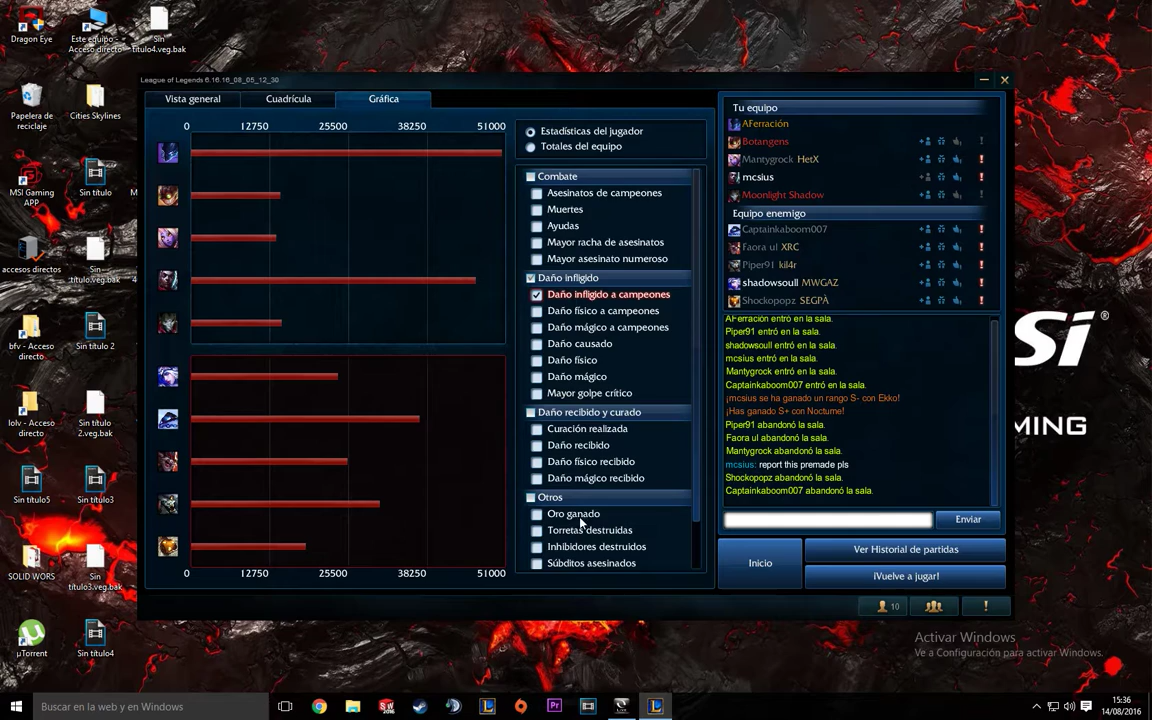 Dragon Eye
Este equipo - Acceso directo
Sin título4.veg.bak
Papelera de reciclaje
Cities Skylines
MSI Gaming APP
Sin título
accesos directos
Sin
bfv - Acceso directo
Sin título 2
lolv - Acceso directo
Sin título 2.veg.bak
Sin título5
Sin título3
SOLID WORS
Sin título3.veg.bak
µTorrent
Sin título4
League of Legends 6.16.16_08_05_12_30
Vista general
Cuadrícula
Gráfica
0 12750 25500 38250 51000
0 12750 25500 38250 51000
Estadísticas del jugador
Totales del equipo
Combate
Asesinatos de campeones
Muertes
Ayudas
Mayor racha de asesinatos
Mayor asesinato numeroso
Daño infligido
Daño infligido a campeones
Daño físico a campeones
Daño mágico a campeones
Daño causado
Daño físico
Daño mágico
Mayor golpe crítico
Daño recibido y curado
Curación realizada
Daño recibido
Daño físico recibido
Daño mágico recibido
Otros
Oro ganado
Torretas destruidas
Inhibidores destruidos
Súbditos asesinados
Tu equipo
AFerración
Botangens
Mantygrock HetX
mcsius
Moonlight Shadow
Equipo enemigo
Captainkaboom007
Faora ul XRC
Piper91 kil4r
shadowsoull MWGAZ
Shockopopz SEGPÀ
AFerración entró en la sala.
Piper91 entró en la sala.
shadowsoull entró en la sala.
mcsius entró en la sala.
Mantygrock entró en la sala.
Captainkaboom007 entró en la sala.
¡mcsius se ha ganado un rango S- con Ekko!
¡Has ganado S+ con Nocturne!
Piper91 abandonó la sala.
Faora ul abandonó la sala.
Mantygrock abandonó la sala.
mcsius: report this premade pls
Shockopopz abandonó la sala.
Captainkaboom007 abandonó la sala.
Enviar
Inicio
Ver Historial de partidas
¡Vuelve a jugar!
10
Si®
MING
Activar Windows
Ve a Configuración para activar Windows.
Buscar en la web y en Windows
15:36
14/08/2016